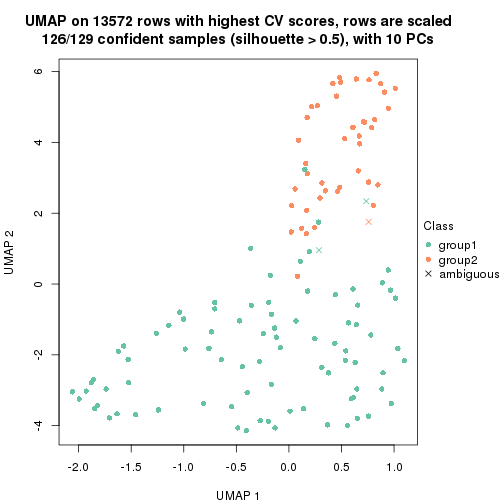 UMAP on 13572 rows with highest CV scores, rows are scaled
126/129 confident samples (silhouette > 0.5), with 10 PCs
6
4
2
0
-2
-4
UMAP 2
-2.0
-1.5
-1.0
-0.5
0.0
0.5
1.0
UMAP 1
Class
group1
group2
ambiguous